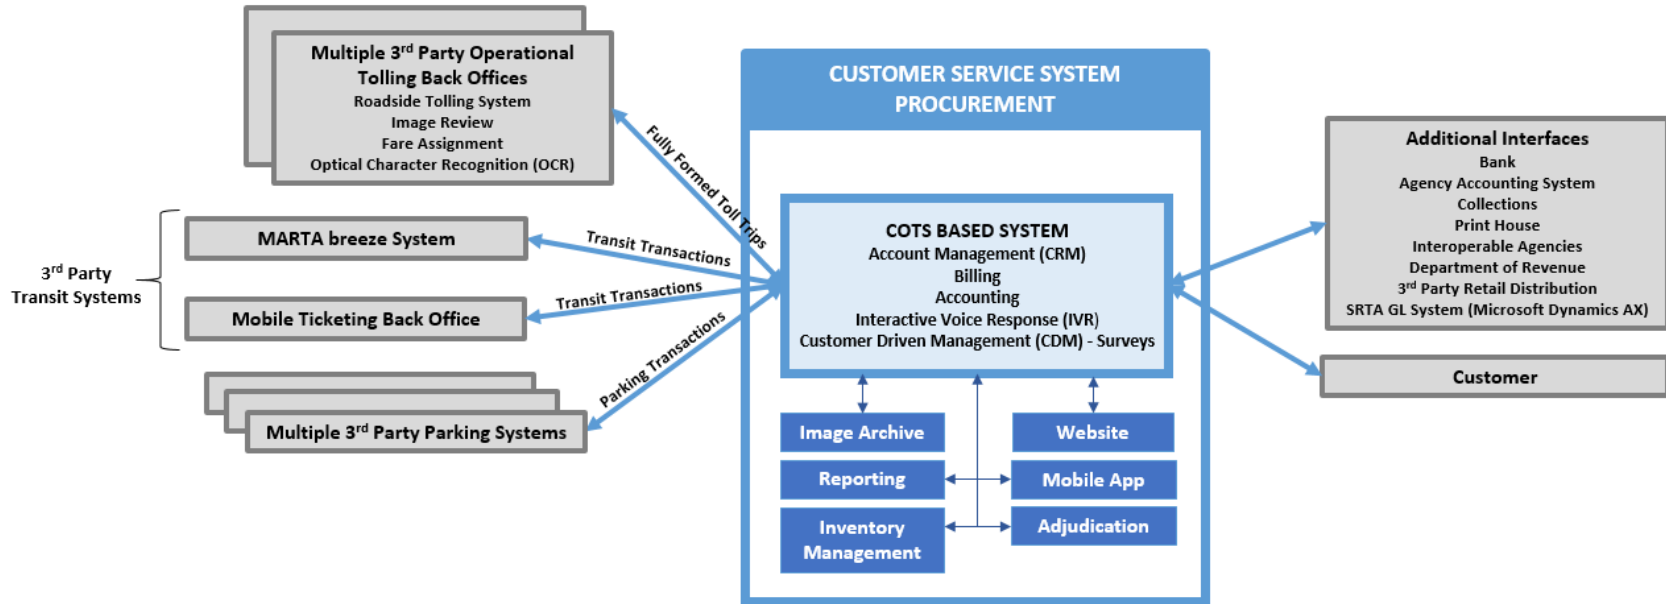 Multiple 3rd Party Operational
Tolling Back Offices
Roadside Tolling System
Image Review
Fare Assignment
Optical Character Recognition (OCR)
3rd Party
Transit Systems
MARTA breeze System
Mobile Ticketing Back Office
Multiple 3rd Party Parking Systems
Fully Formed Toll Trips
Transit Transactions
Transit Transactions
Parking Transactions
CUSTOMER SERVICE SYSTEM
PROCUREMENT
COTS BASED SYSTEM
Account Management (CRM)
Billing
Accounting
Interactive Voice Response (IVR)
Customer Driven Management (CDM) - Surveys
Image Archive
Website
Reporting
Mobile App
Inventory
Management
Adjudication
Additional Interfaces
Bank
Agency Accounting System
Collections
Print House
Interoperable Agencies
Department of Revenue
3rd Party Retail Distribution
SRTA GL System (Microsoft Dynamics AX)
Customer